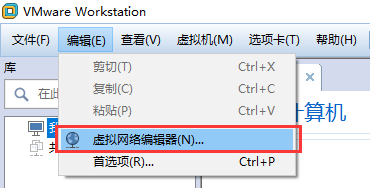 VMware Workstation
文件(F) 编辑(E) 查看(V) 虚拟机(M) 选项卡(T) 帮助(H)
库
剪切(T) Ctrl+X
在此
复制(C) Ctrl+C
粘贴(P) Ctrl+V
计算机
虚拟网络编辑器(N)...
首选项(R)... Ctrl+P